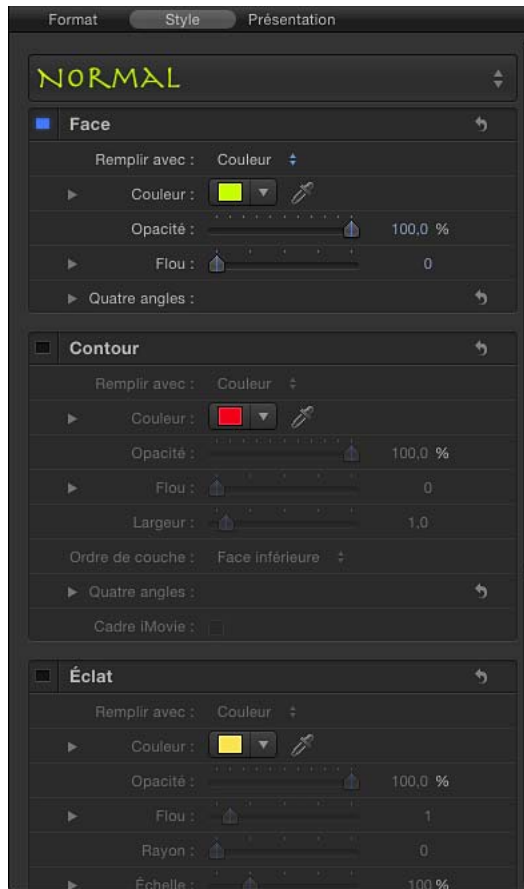 Format Style Présentation
NORMAL
Face
Remplir avec : Couleur
Couleur :
Opacité : 100,0 %
Flou : 0
Quatre angles :
Contour
Remplir avec : Couleur
Couleur :
Opacité : 100,0 %
Flou : 0
Largeur : 1,0
Ordre de couche : Face inférieure
Quatre angles :
Cadre iMovie :
Éclat
Remplir avec : Couleur
Couleur :
Opacité : 100,0 %
Flou : 1
Rayon : 0
Échelle : 100 %